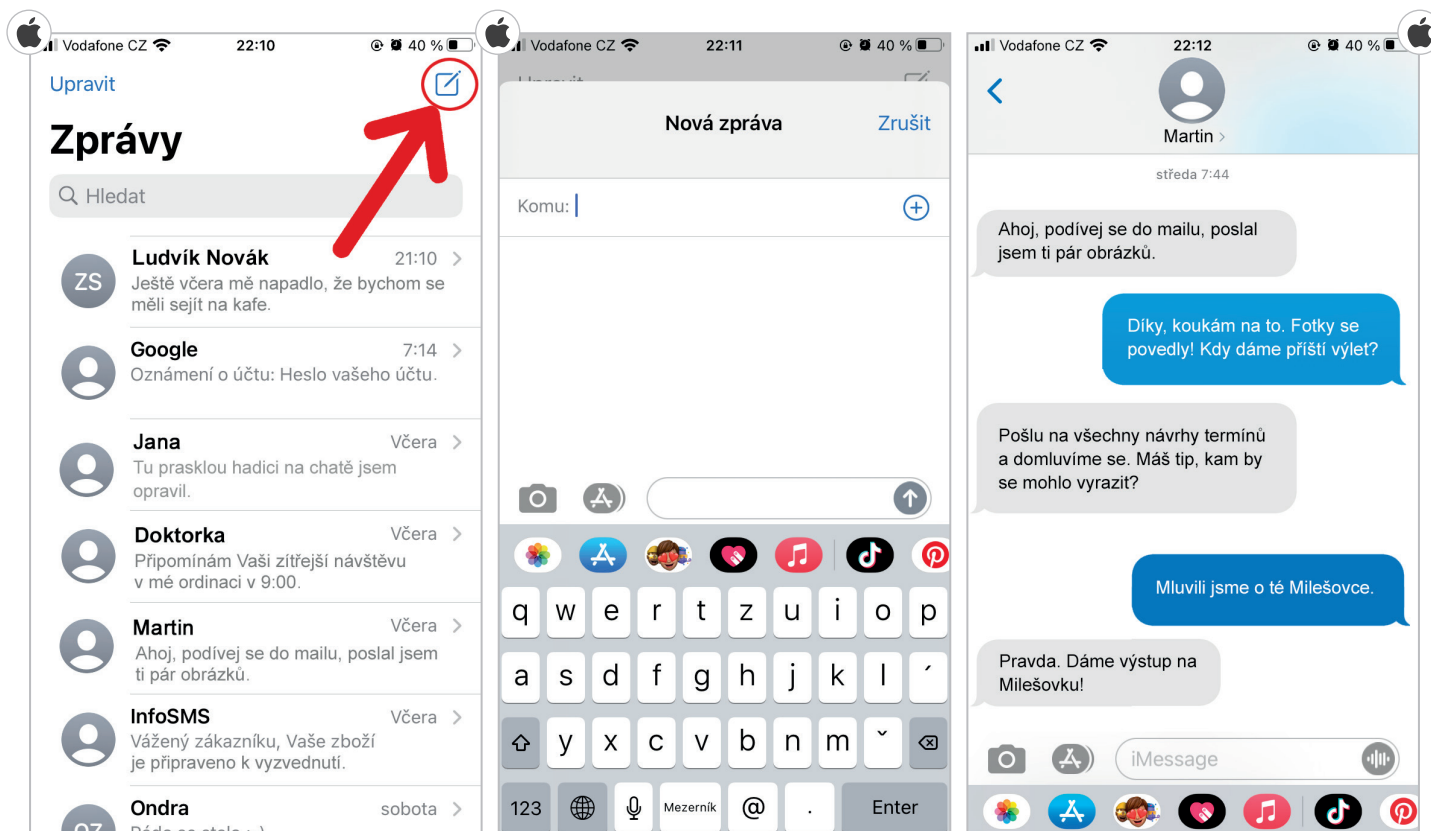 Vodafone CZ 22:10 40 %
Upravit
Zprávy
Hledat
ZS
Ludvík Novák 21:10
Ještě včera mě napadlo, že bychom se
měli sejít na kafe.
Google 7:14
Oznámení o účtu: Heslo vašeho účtu.
Jana Včera
Tu prasklou hadici na chatě jsem
opravil.
Doktorka Včera
Připomínám Vaši zítřejší návštěvu
v mé ordinaci v 9:00.
Martin Včera
Ahoj, podívej se do mailu, poslal jsem
ti pár obrázků.
InfoSMS Včera
Vážený zákazníku, Vaše zboží
je připraveno k vyzvednutí.
Ondra sobota
Vodafone CZ 22:11 40 %
Upravit
Nová zpráva Zrušit
Komu:
q w e r t z u i o p
a s d f g h j k l ´
y x c v b n m ˇ
123 Mezerník @ . Enter
Vodafone CZ 22:12 40 %
Martin
středa 7:44
Ahoj, podívej se do mailu, poslal
jsem ti pár obrázků.
Díky, koukám na to. Fotky se
povedly! Kdy dáme příští výlet?
Pošlu na všechny návrhy termínů
a domluvíme se. Máš tip, kam by
se mohlo vyrazit?
Mluvili jsme o té Milešovce.
Pravda. Dáme výstup na
Milešovku!
iMessage